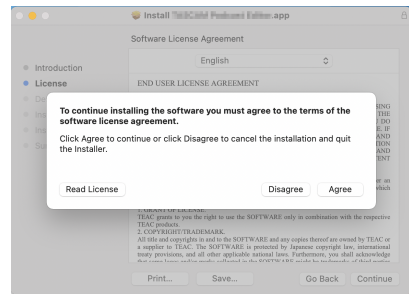 Install TASCAM Podcast Editor.app
Software License Agreement
English
Introduction
License
END USER LICENSE AGREEMENT
To continue installing the software you must agree to the terms of the
software license agreement.
Click Agree to continue or click Disagree to cancel the installation and quit
the Installer.
Read License
Disagree
Agree
1. GRANT OF LICENSE.
TEAC grants to you the right to use the SOFTWARE only in combination with the respective
TEAC products.
2. COPYRIGHT/TRADEMARK.
All title and copyrights in and to the SOFTWARE and any copies thereof are owned by TEAC or
a supplier to TEAC. The SOFTWARE is protected by Japanese copyright law, international
treaty provisions, and all other applicable national laws. Furthermore, you shall acknowledge
Print...
Save...
Go Back
Continue